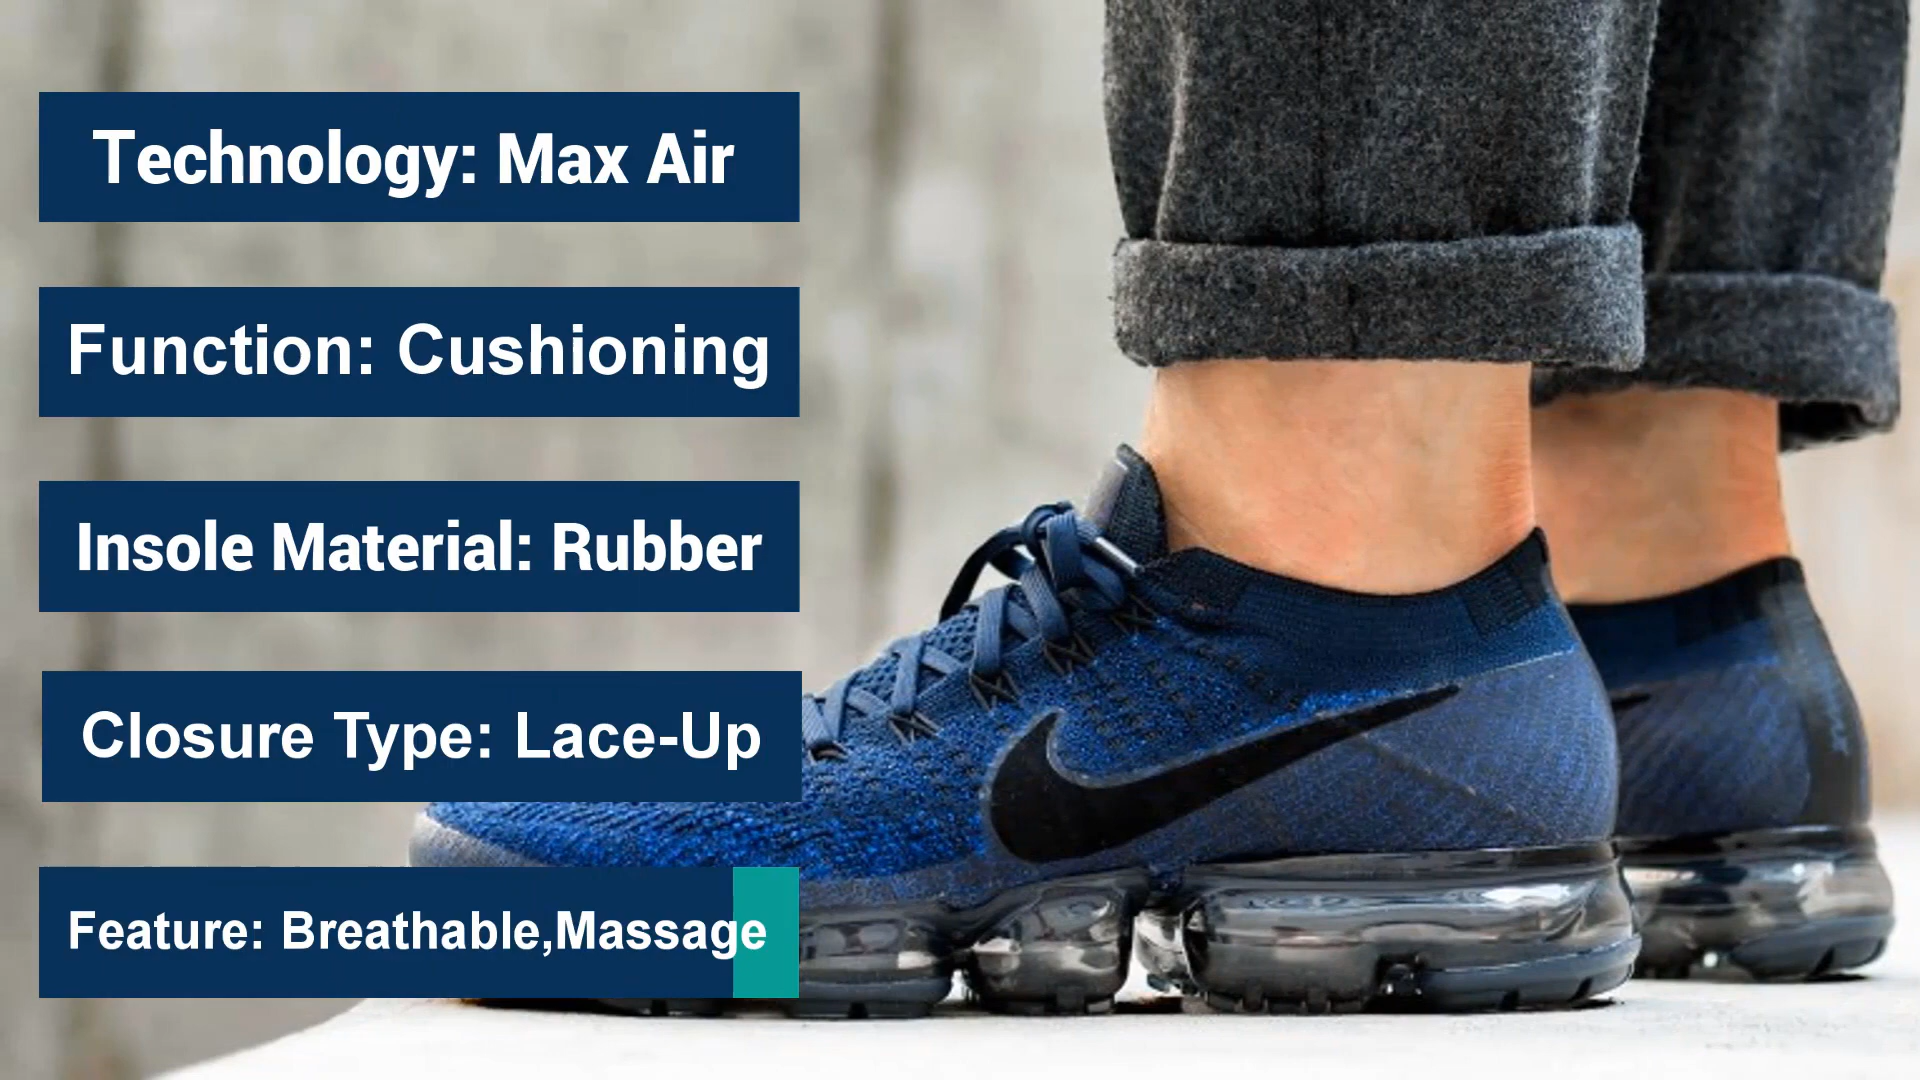 Technology: Max Air
Function: Cushioning
Insole Material: Rubber
Closure Type: Lace-Up
Feature: Breathable,Massage